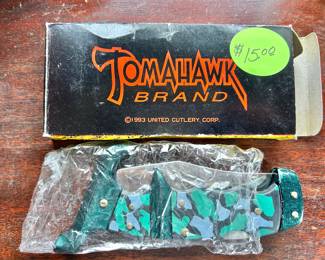 $15.00
TOMAHAWK
BRAND
©1993 UNITED CUTLERY CORP.